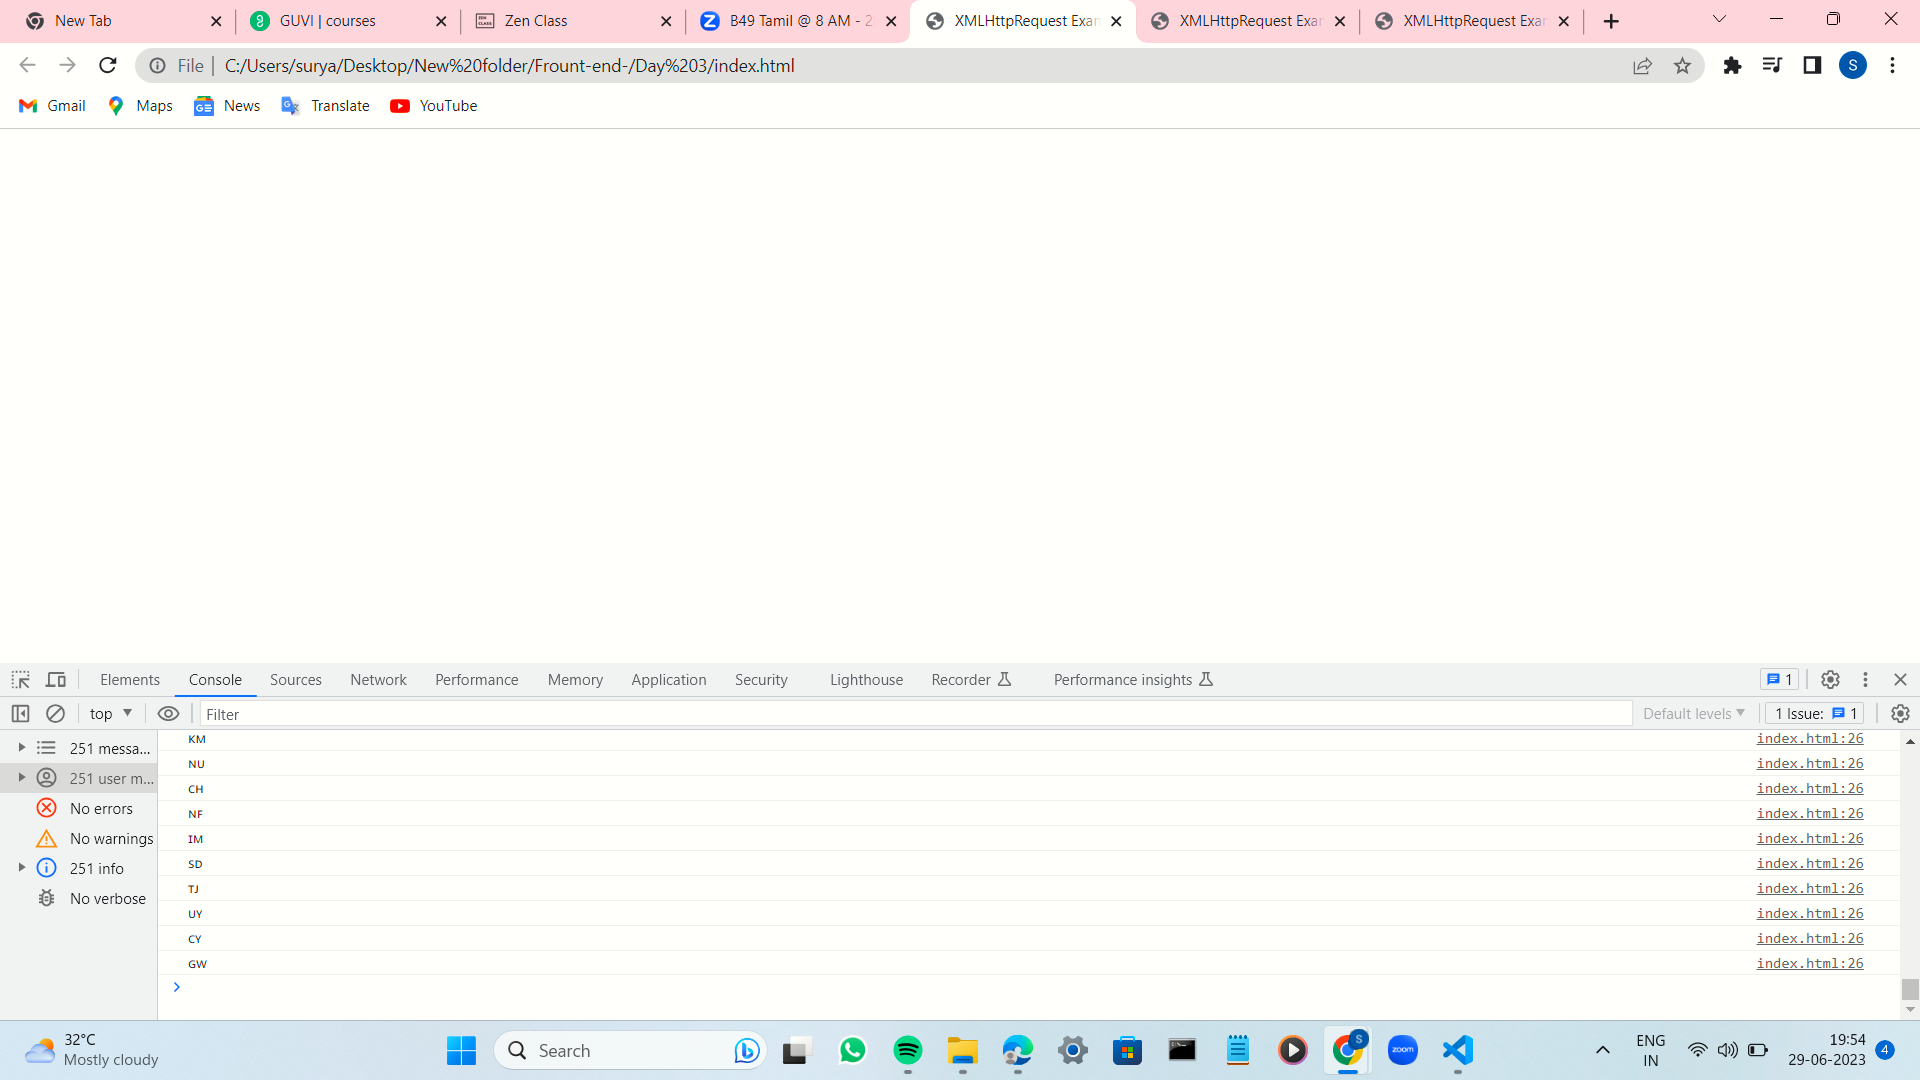 New Tab
GUVI | courses
Zen Class
B49 Tamil @ 8 AM - 2
XMLHttpRequest Exam
XMLHttpRequest Exar
XMLHttpRequest Exar
File | C:/Users/surya/Desktop/New%20folder/Frount-end-/Day%203/index.html
S
Gmail Maps News Translate YouTube
Elements Console Sources Network Performance Memory Application Security Lighthouse Recorder Performance insights 1
top Filter Default levels 1 Issue: 1
251 messa...
251 user m...
No errors
No warnings
251 info
No verbose
KM index.html:26
NU index.html:26
CH index.html:26
NF index.html:26
IM index.html:26
SD index.html:26
TJ index.html:26
UY index.html:26
CY index.html:26
GW index.html:26
32°C
Mostly cloudy
Search
S
zoom
ENG
IN
19:54
29-06-2023
4